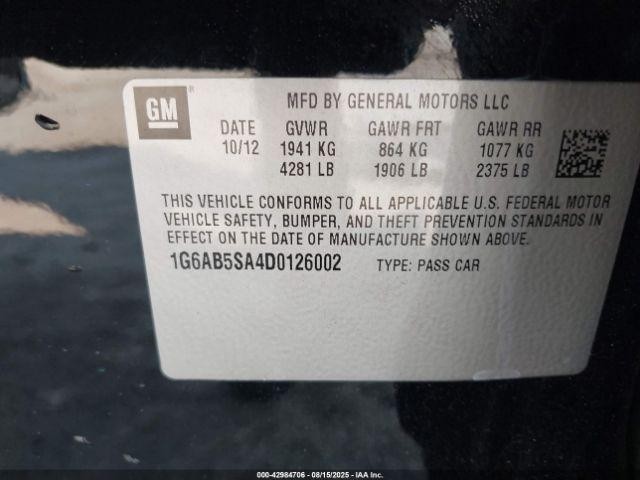 GM ®
MFD BY GENERAL MOTORS LLC
DATE GVWR GAWR FRT GAWR RR
10/12 1941 KG 864 KG 1077 KG
4281 LB 1906 LB 2375 LB
THIS VEHICLE CONFORMS TO ALL APPLICABLE U.S. FEDERAL MOTOR
VEHICLE SAFETY, BUMPER, AND THEFT PREVENTION STANDARDS IN
EFFECT ON THE DATE OF MANUFACTURE SHOWN ABOVE.
1G6AB5SA4D0126002 TYPE: PASS CAR
000-42984706 - 08/15/2025 - IAA Inc.